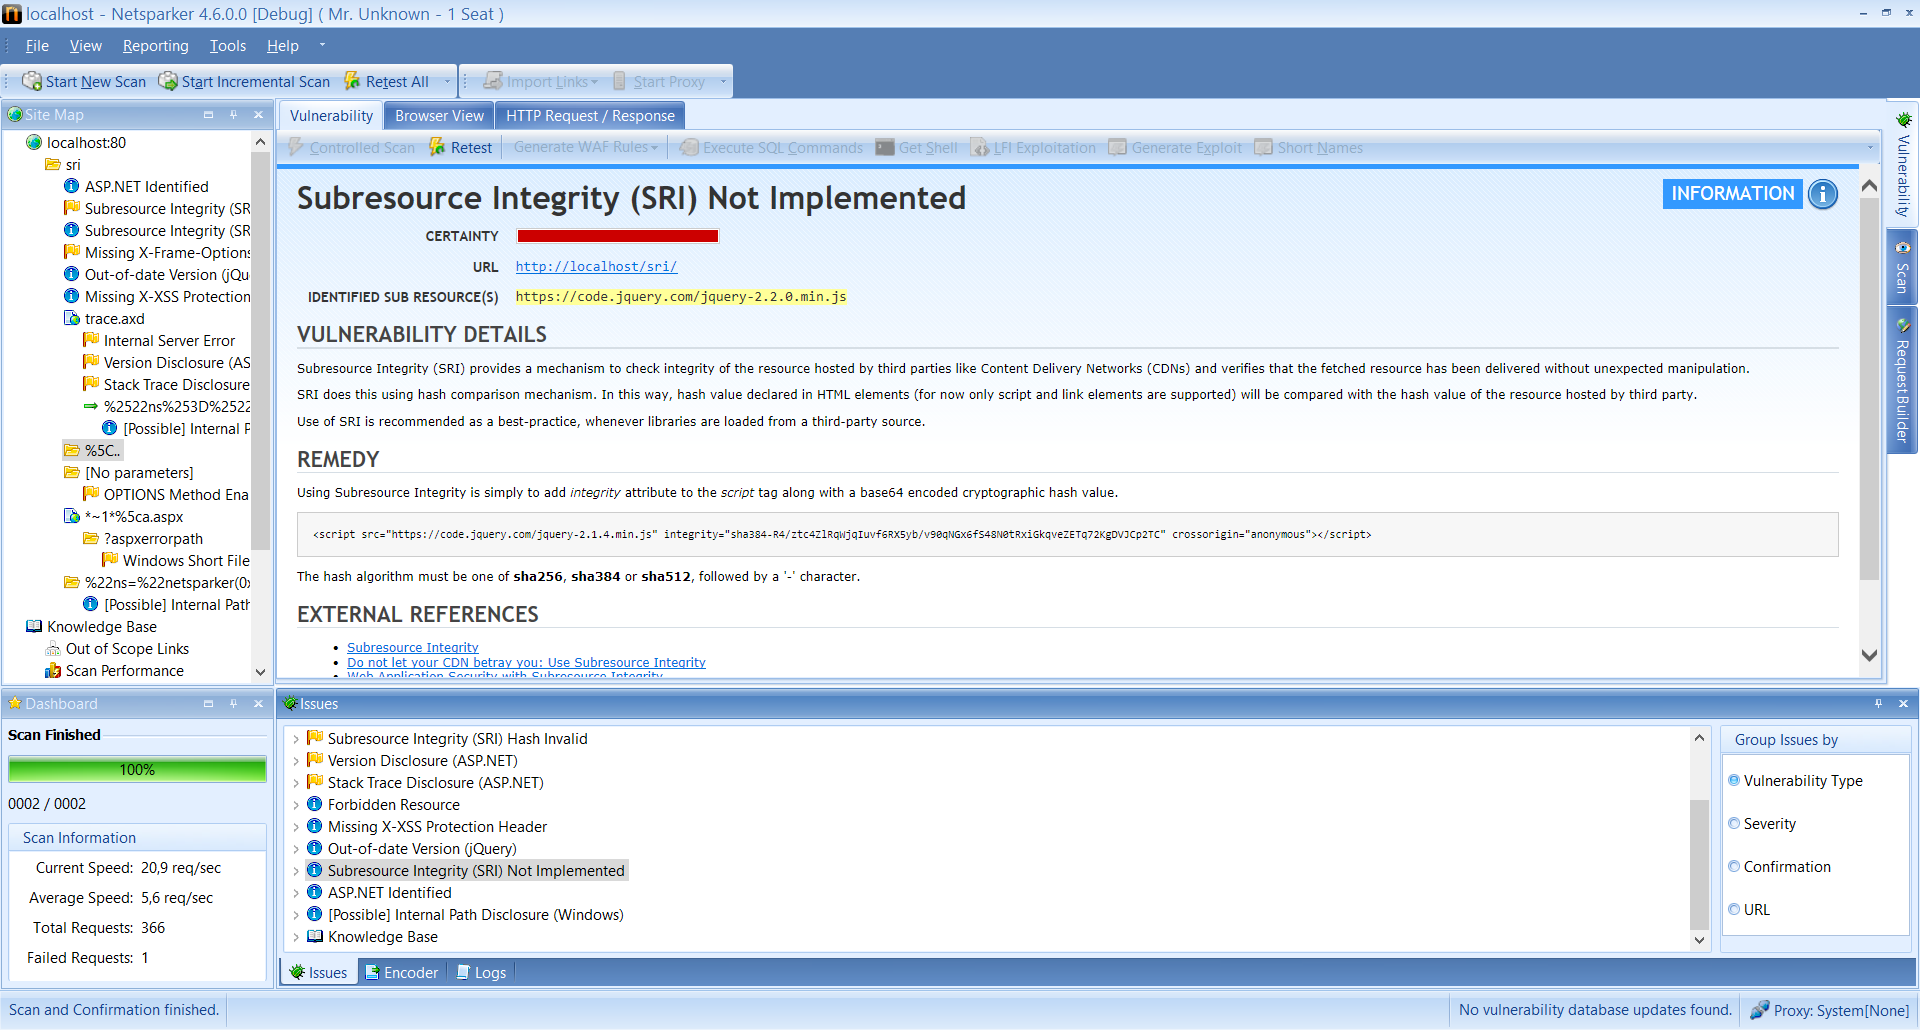 localhost - Netsparker 4.6.0.0 [Debug] ( Mr. Unknown - 1 Seat )
File View Reporting Tools Help
Start New Scan Start Incremental Scan Retest All Import Links Start Proxy
Site Map
localhost:80
sri
ASP.NET Identified
Subresource Integrity (SR
Subresource Integrity (SR
Missing X-Frame-Options
Out-of-date Version (jQu
Missing X-XSS Protection
trace.axd
Internal Server Error
Version Disclosure (AS
Stack Trace Disclosure
%2522ns%253D%2522
[Possible] Internal P
%5C..
[No parameters]
OPTIONS Method Ena
*~1*%5ca.aspx
?aspxerrorpath
Windows Short File
%22ns=%22netsparker(0x
[Possible] Internal Path
Knowledge Base
Out of Scope Links
Scan Performance
Vulnerability Browser View HTTP Request / Response
Controlled Scan Retest Generate WAF Rules Execute SQL Commands Get Shell LFI Exploitation Generate Exploit Short Names
Subresource Integrity (SRI) Not Implemented
INFORMATION
CERTAINTY
URL http://localhost/sri/
IDENTIFIED SUB RESOURCE(S) https://code.jquery.com/jquery-2.2.0.min.js
VULNERABILITY DETAILS
Subresource Integrity (SRI) provides a mechanism to check integrity of the resource hosted by third parties like Content Delivery Networks (CDNs) and verifies that the fetched resource has been delivered without unexpected manipulation.
SRI does this using hash comparison mechanism. In this way, hash value declared in HTML elements (for now only script and link elements are supported) will be compared with the hash value of the resource hosted by third party.
Use of SRI is recommended as a best-practice, whenever libraries are loaded from a third-party source.
REMEDY
Using Subresource Integrity is simply to add integrity attribute to the script tag along with a base64 encoded cryptographic hash value.
<script src="https://code.jquery.com/jquery-2.1.4.min.js" integrity="sha384-R4/ztc4ZlRqWjqIuvf6RX5yb/v90qNGx6fS48N0tRxiGkqveZETq72KgDVJCp2TC" crossorigin="anonymous"></script>
The hash algorithm must be one of sha256, sha384 or sha512, followed by a '-' character.
EXTERNAL REFERENCES
• Subresource Integrity
• Do not let your CDN betray you: Use Subresource Integrity
• Web Application Security with Subresource Integrity
Vulnerability
Scan
Request Builder
Dashboard
Scan Finished
100%
0002 / 0002
Scan Information
Current Speed: 20,9 req/sec
Average Speed: 5,6 req/sec
Total Requests: 366
Failed Requests: 1
Issues
Subresource Integrity (SRI) Hash Invalid
Version Disclosure (ASP.NET)
Stack Trace Disclosure (ASP.NET)
Forbidden Resource
Missing X-XSS Protection Header
Out-of-date Version (jQuery)
Subresource Integrity (SRI) Not Implemented
ASP.NET Identified
[Possible] Internal Path Disclosure (Windows)
Knowledge Base
Group Issues by
Vulnerability Type
Severity
Confirmation
URL
Issues Encoder Logs
Scan and Confirmation finished.
No vulnerability database updates found. Proxy: System[None]